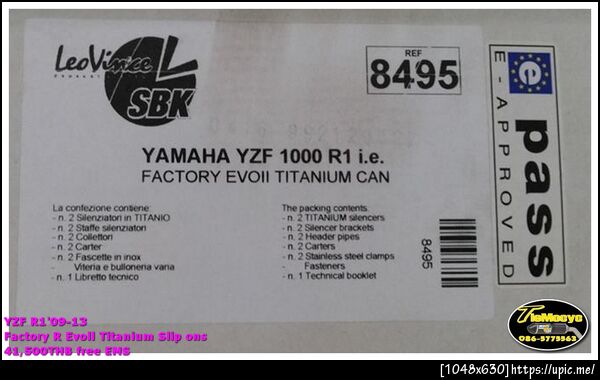 LeoVince
SBK
REF
8495
YAMAHA YZF 1000 R1 i.e.
FACTORY EVOII TITANIUM CAN
La confezione contiene:
- n. 2 Silenziatori in TITANIO
- n. 2 Staffe silenziatori
- n. 2 Collettori
- n. 2 Carter
- n. 2 Fascette in inox
- Viteria e bulloneria varia
- n. 1 Libretto tecnico
The packing contents:
- n. 2 TITANIUM silencers
- n. 2 Silencer brackets
- n. 2 Header pipes
- n. 2 Carters
- n. 2 Stainless steel clamps
- Fasteners
- n. 1 Technical booklet
8495
e pass
E-APPROVED
YZF R1'09-13
Factory R EvoII Titanium Slip ons
41,500THB free EMS
086-5773563
[1048x630]https://upic.me/